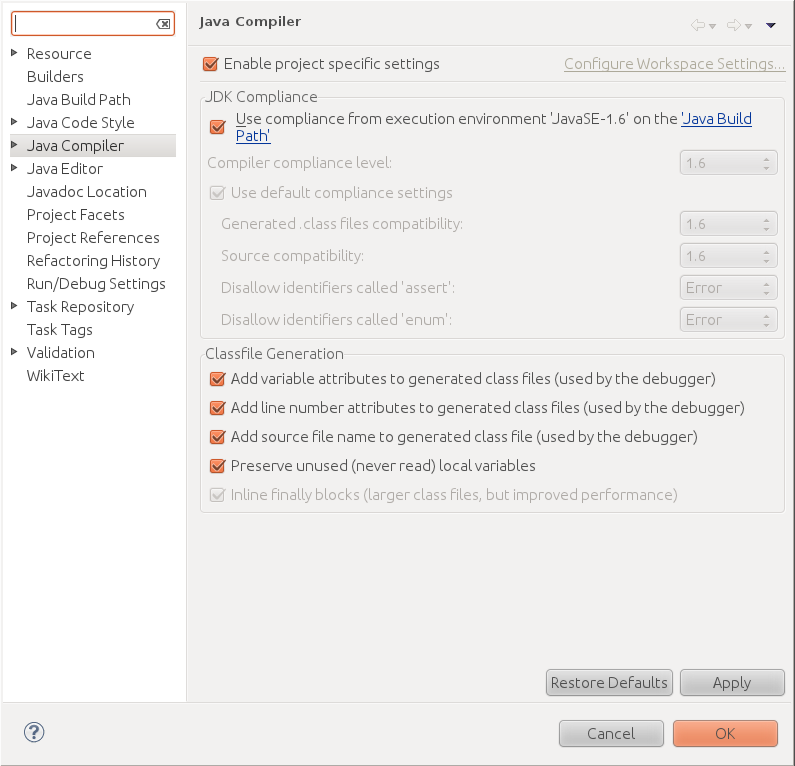 Java Compiler
Resource
Builders
Java Build Path
Java Code Style
Java Compiler
Java Editor
Javadoc Location
Project Facets
Project References
Refactoring History
Run/Debug Settings
Task Repository
Task Tags
Validation
WikiText
Enable project specific settings
Configure Workspace Settings...
JDK Compliance
Use compliance from execution environment 'JavaSE-1.6' on the 'Java Build
Path'
Compiler compliance level: 1.6
Use default compliance settings
Generated .class files compatibility: 1.6
Source compatibility: 1.6
Disallow identifiers called 'assert': Error
Disallow identifiers called 'enum': Error
Classfile Generation
Add variable attributes to generated class files (used by the debugger)
Add line number attributes to generated class files (used by the debugger)
Add source file name to generated class file (used by the debugger)
Preserve unused (never read) local variables
Inline finally blocks (larger class files, but improved performance)
Restore Defaults Apply
? Cancel OK